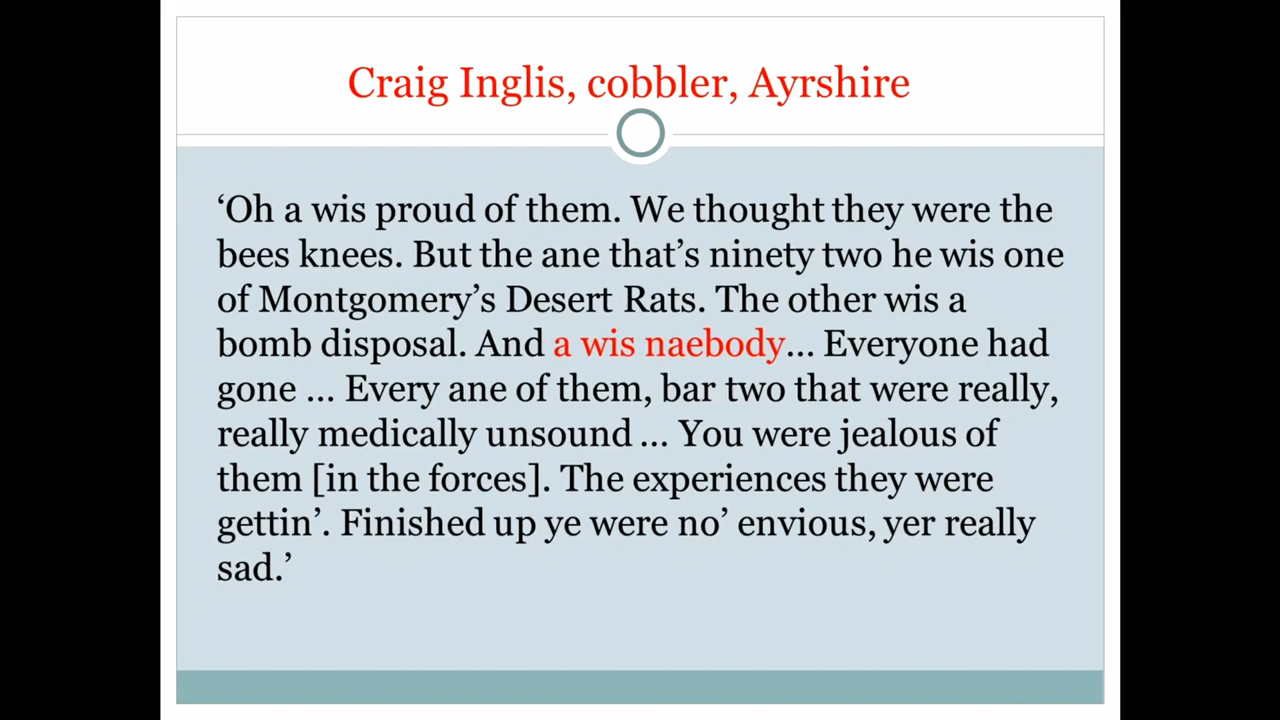 Craig Inglis, cobbler, Ayrshire
‘Oh a wis proud of them. We thought they were the
bees knees. But the ane that’s ninety two he wis one
of Montgomery’s Desert Rats. The other wis a
bomb disposal. And a wis naebody… Everyone had
gone … Every ane of them, bar two that were really,
really medically unsound … You were jealous of
them [in the forces]. The experiences they were
gettin’. Finished up ye were no’ envious, yer really
sad.’